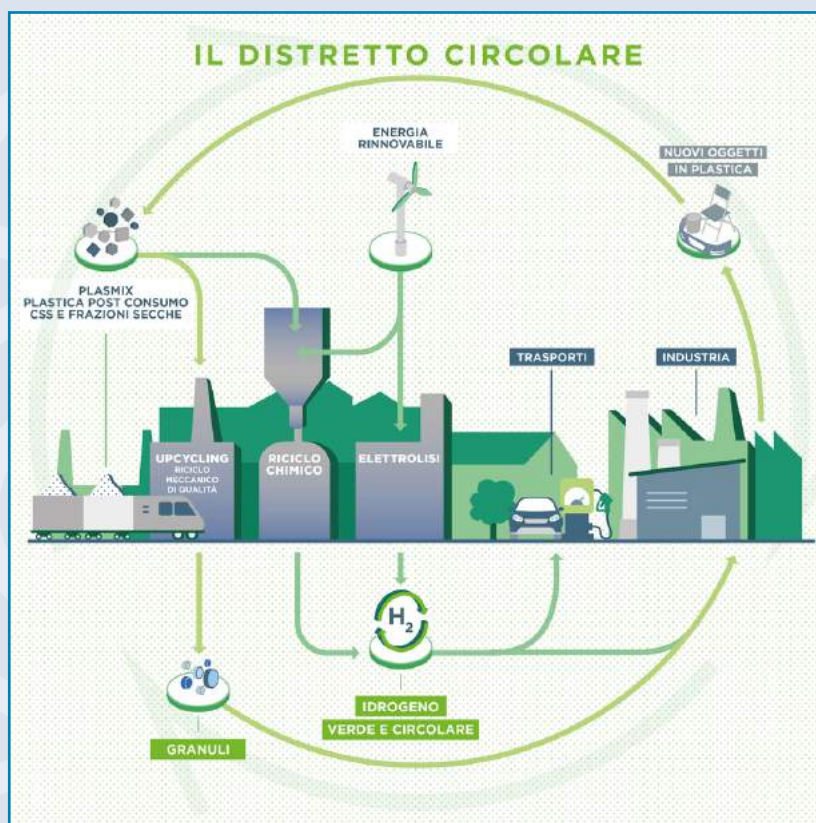 IL DISTRETTO CIRCOLARE
ENERGIA
RINNOVABILE
NUOVI OGGETTI
IN PLASTICA
PLASMIX
PLASTICA POST CONSUMO
CSS E FRAZIONI SECCHE
TRASPORTI
INDUSTRIA
UPCYCLING
RICICLO
MECCANICO
DI QUALITÀ
RICICLO
CHIMICO
ELETTROLISI
H2
IDROGENO
VERDE E CIRCOLARE
GRANULI